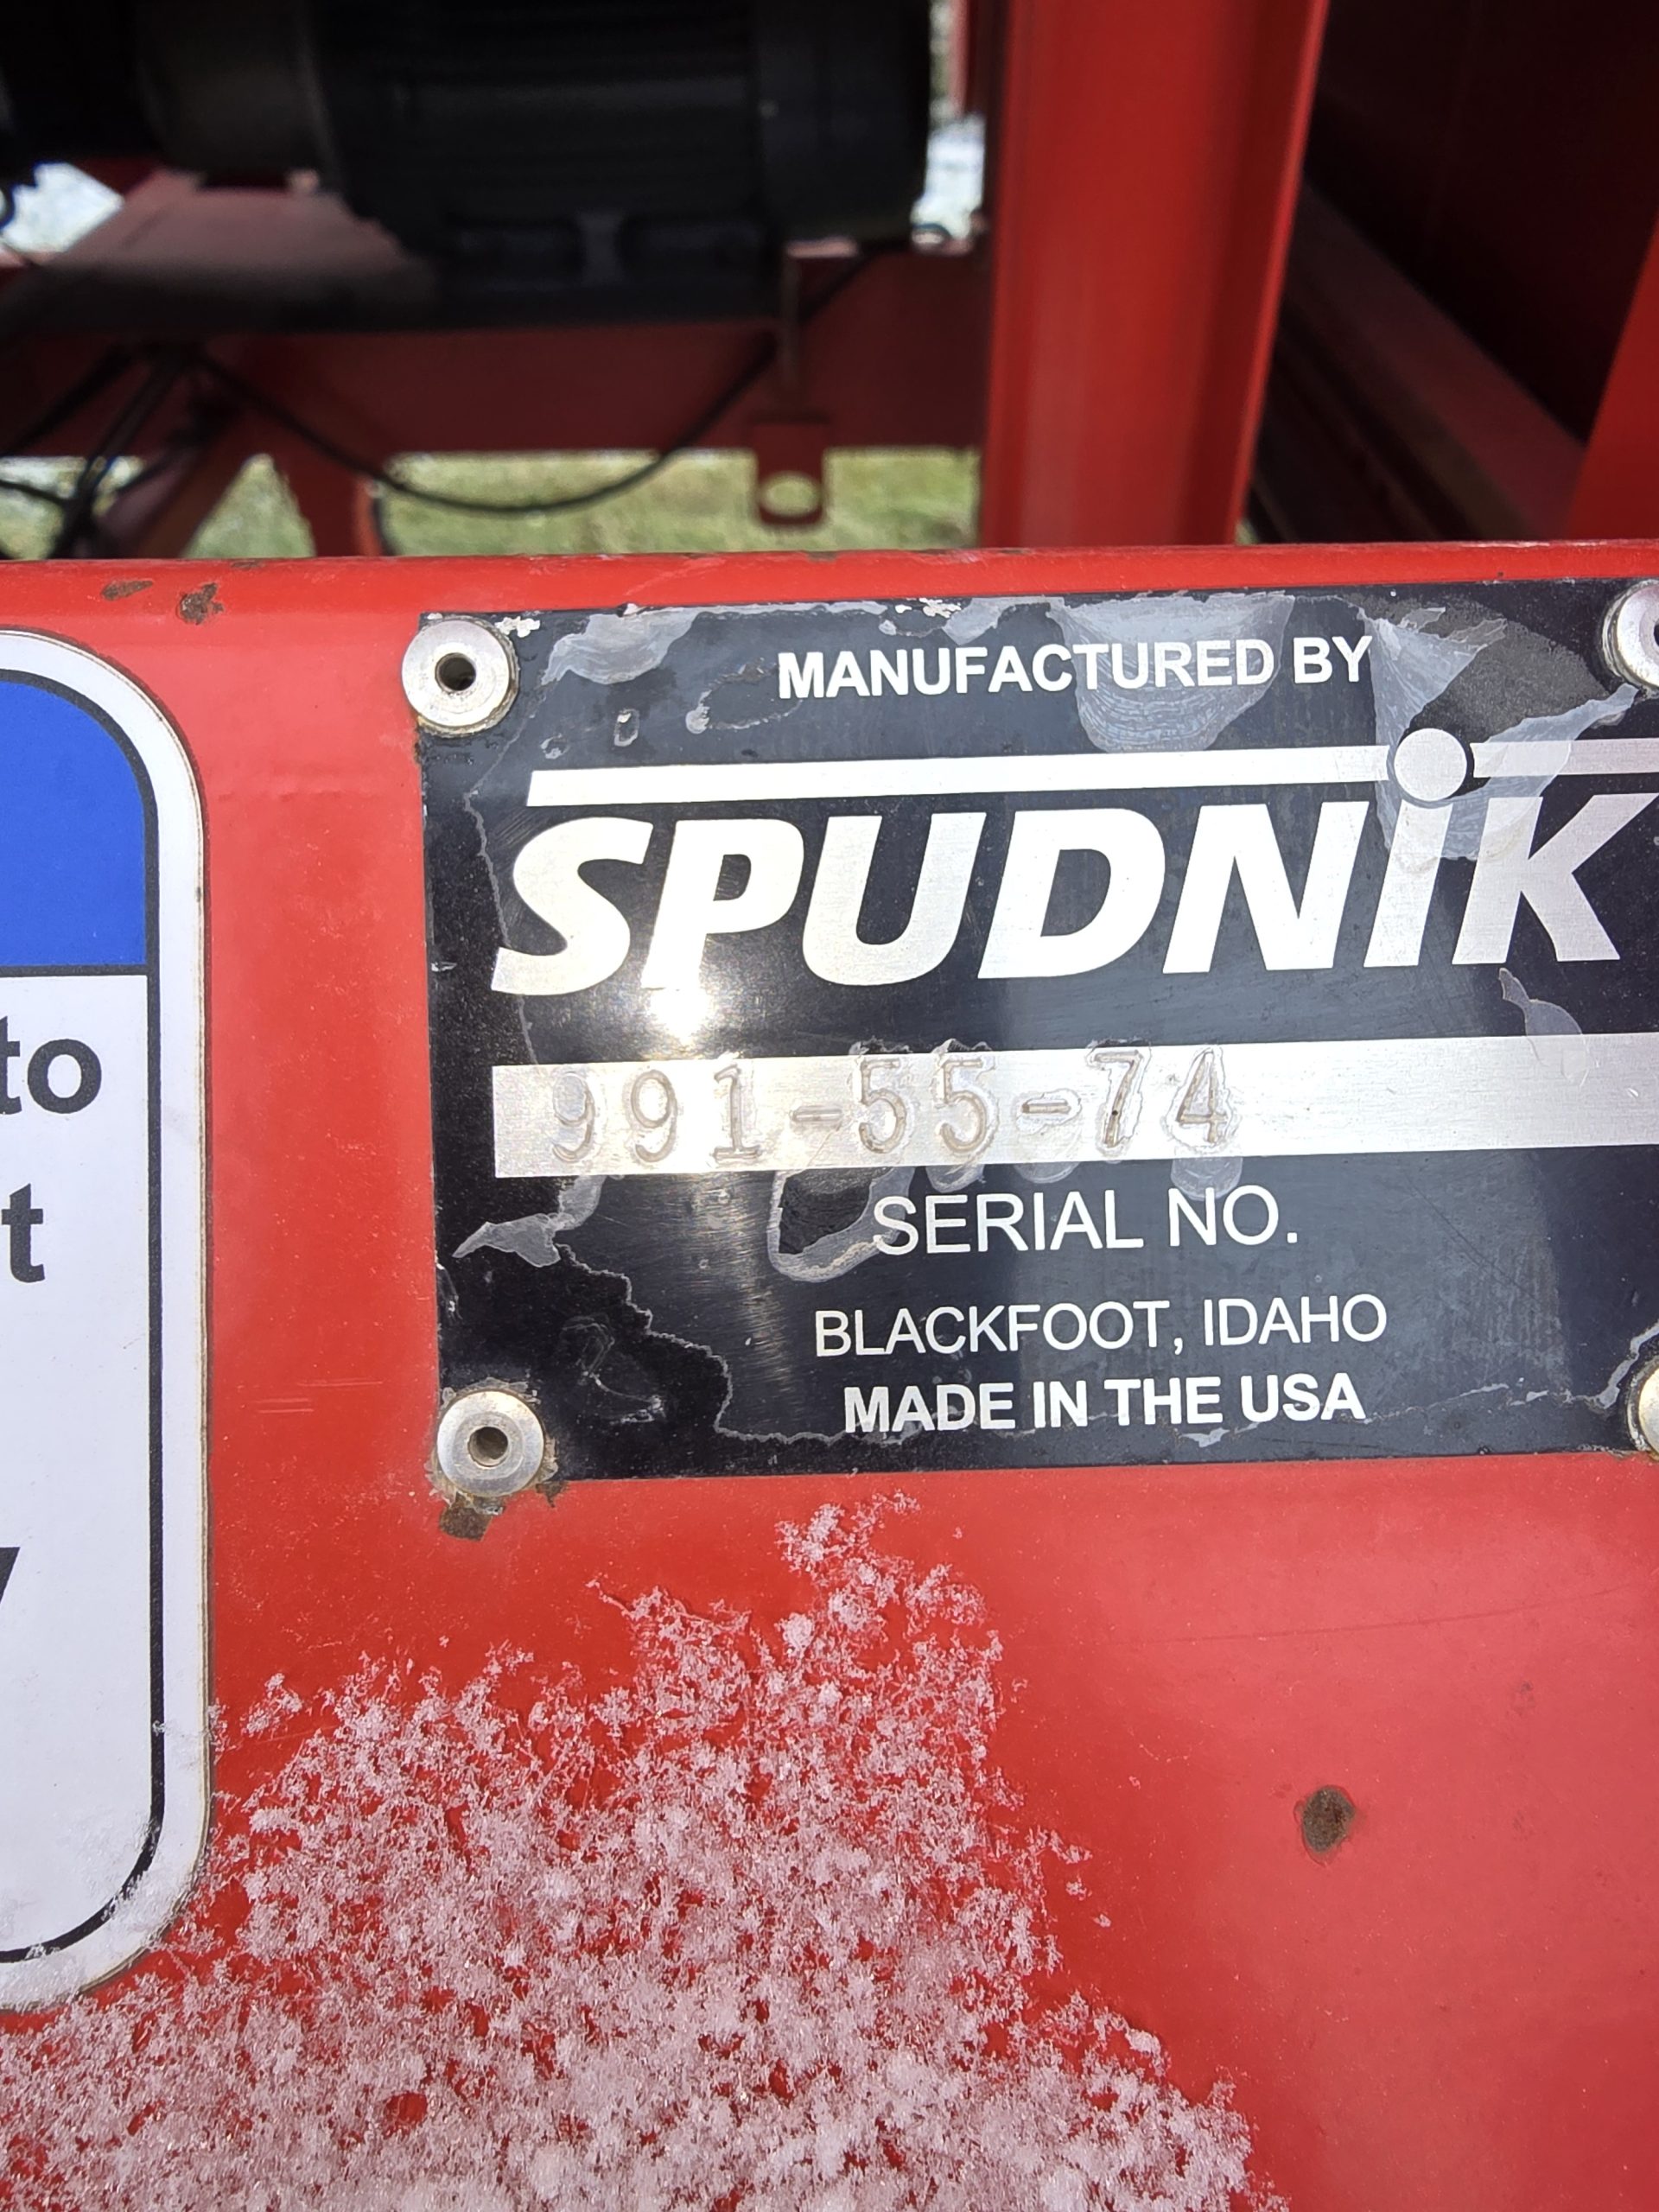 MANUFACTURED BY
SPUDNiK
991-55-74
SERIAL NO.
BLACKFOOT, IDAHO
MADE IN THE USA
to
t